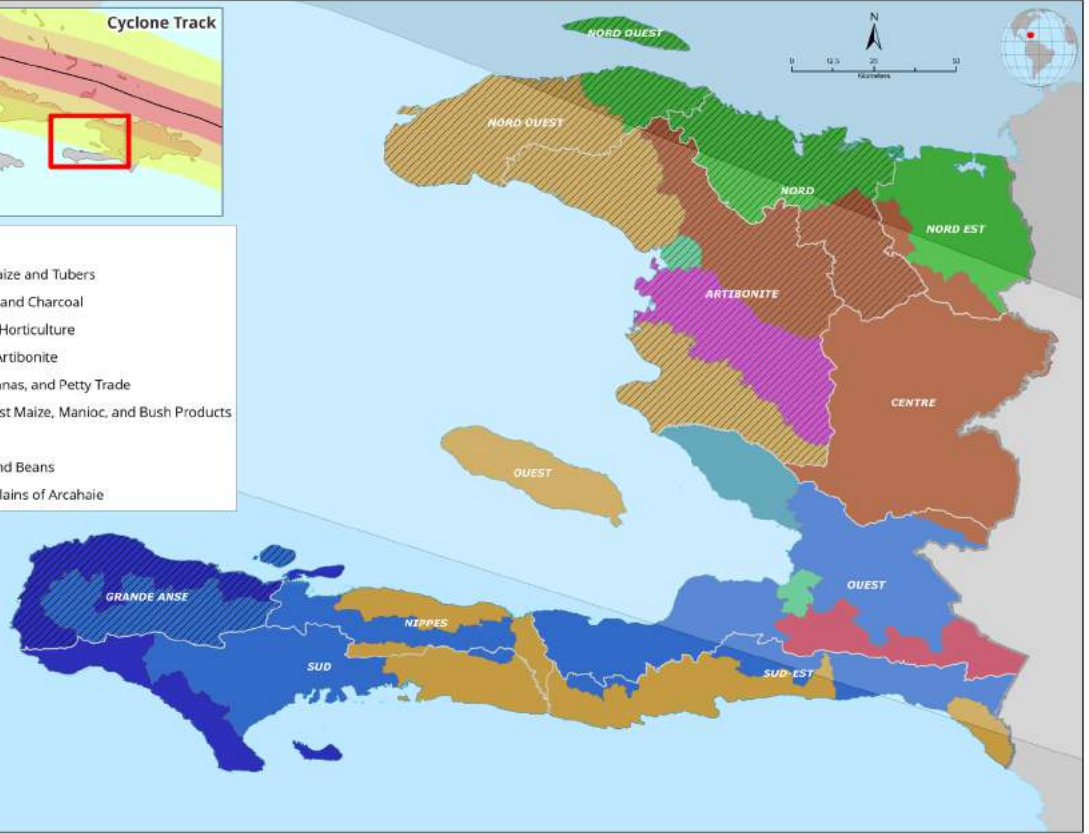 Cyclone Track
aize and Tubers
and Charcoal
Horticulture
Artibonite
nas, and Petty Trade
st Maize, Manioc, and Bush Products
nd Beans
lains of Arcahaie
N
0 12.5 25 50
Kilometers
NORD OUEST
NORD OUEST
NORD
NORD EST
ARTIBONITE
CENTRE
OUEST
OUEST
GRANDE ANSE
NIPPES
SUD
SUD-EST